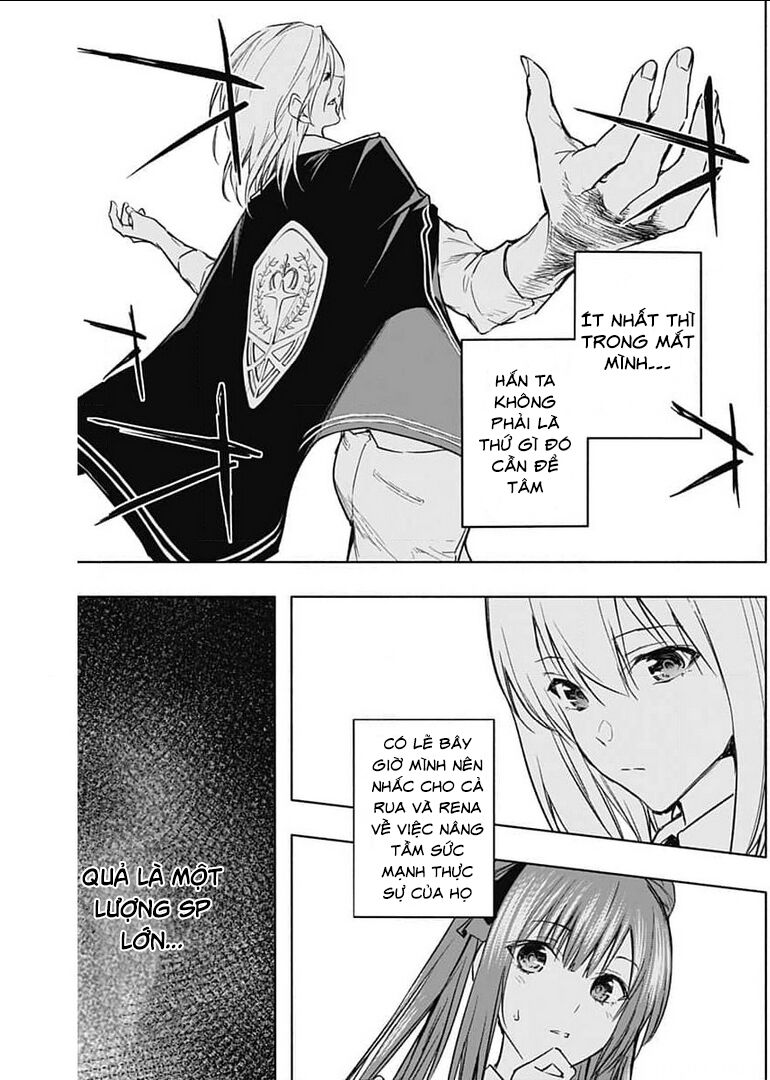 ÍT NHẤT THÌ
TRONG MẮT
MÌNH...
HẮN TA
KHÔNG
PHẢI LÀ
THỨ GÌ ĐÓ
CẦN ĐỂ
TÂM
CÓ LẼ BÂY
GIỜ MÌNH NÊN
NHẮC CHO CẢ
RUA VÀ RENA
VỀ VIỆC NÂNG
TẦM SỨC
MẠNH THỰC
SỰ CỦA HỌ
QUẢ LÀ MỘT
LƯỢNG SP
LỚN...